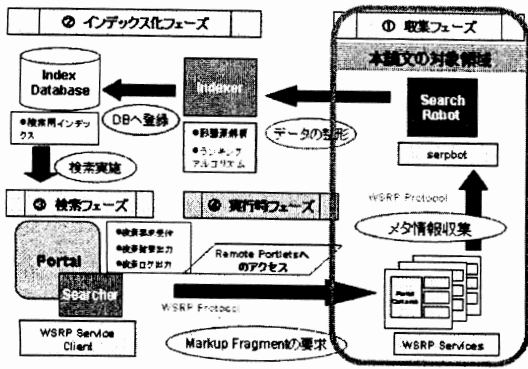 ② インデックス化フェーズ
① 収集フェーズ
本論文の対象領域
Index
Database
Indexer
Search
Robot
serpbot
●検索用インデッ
クス
DBへ登録
●形態素解析
●ランキング
アルゴリズム
データの整形
検索実施
WSRP Protocol
メタ情報収集
③ 検索フェーズ
④ 実行時フェーズ
Portal
●検索要求受付
●検索結果出力
●検索ログ出力
Remote Portletsへ
のアクセス
Searcher
WSRP Service
Client
WSRP Protocol
Markup Fragmentの要求
WSRP Services